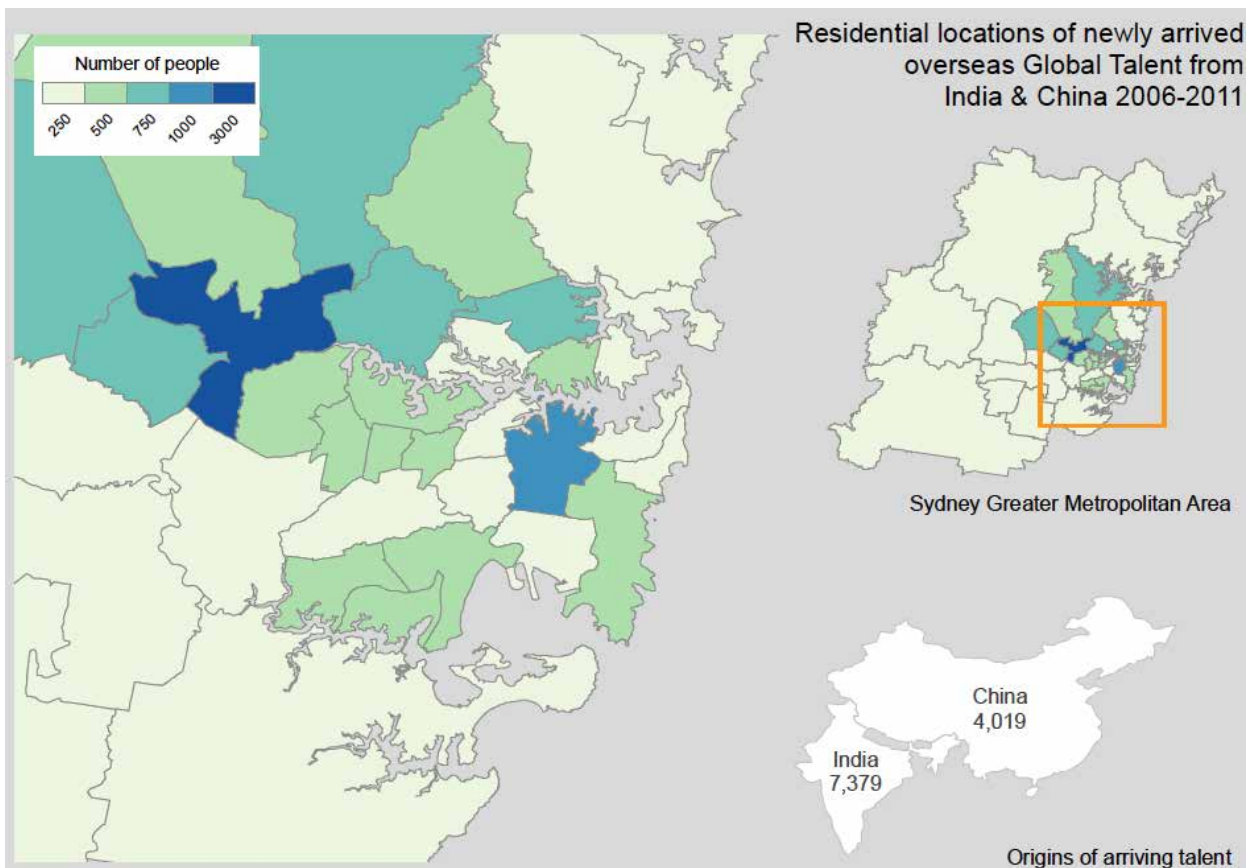 Residential locations of newly arrived
overseas Global Talent from
India & China 2006-2011
Number of people
250 500 750 1000 3000
Sydney Greater Metropolitan Area
China
4,019
India
7,379
Origins of arriving talent